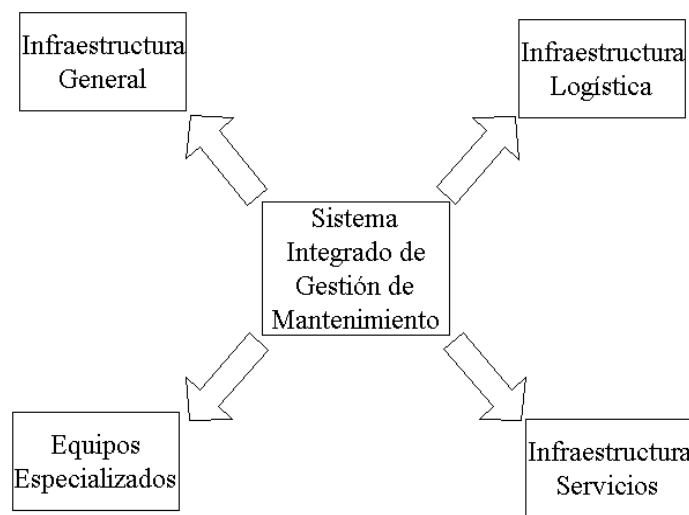 Infraestructura
General
Infraestructura
Logística
Sistema
Integrado de
Gestión de
Mantenimiento
Equipos
Especializados
Infraestructura
Servicios